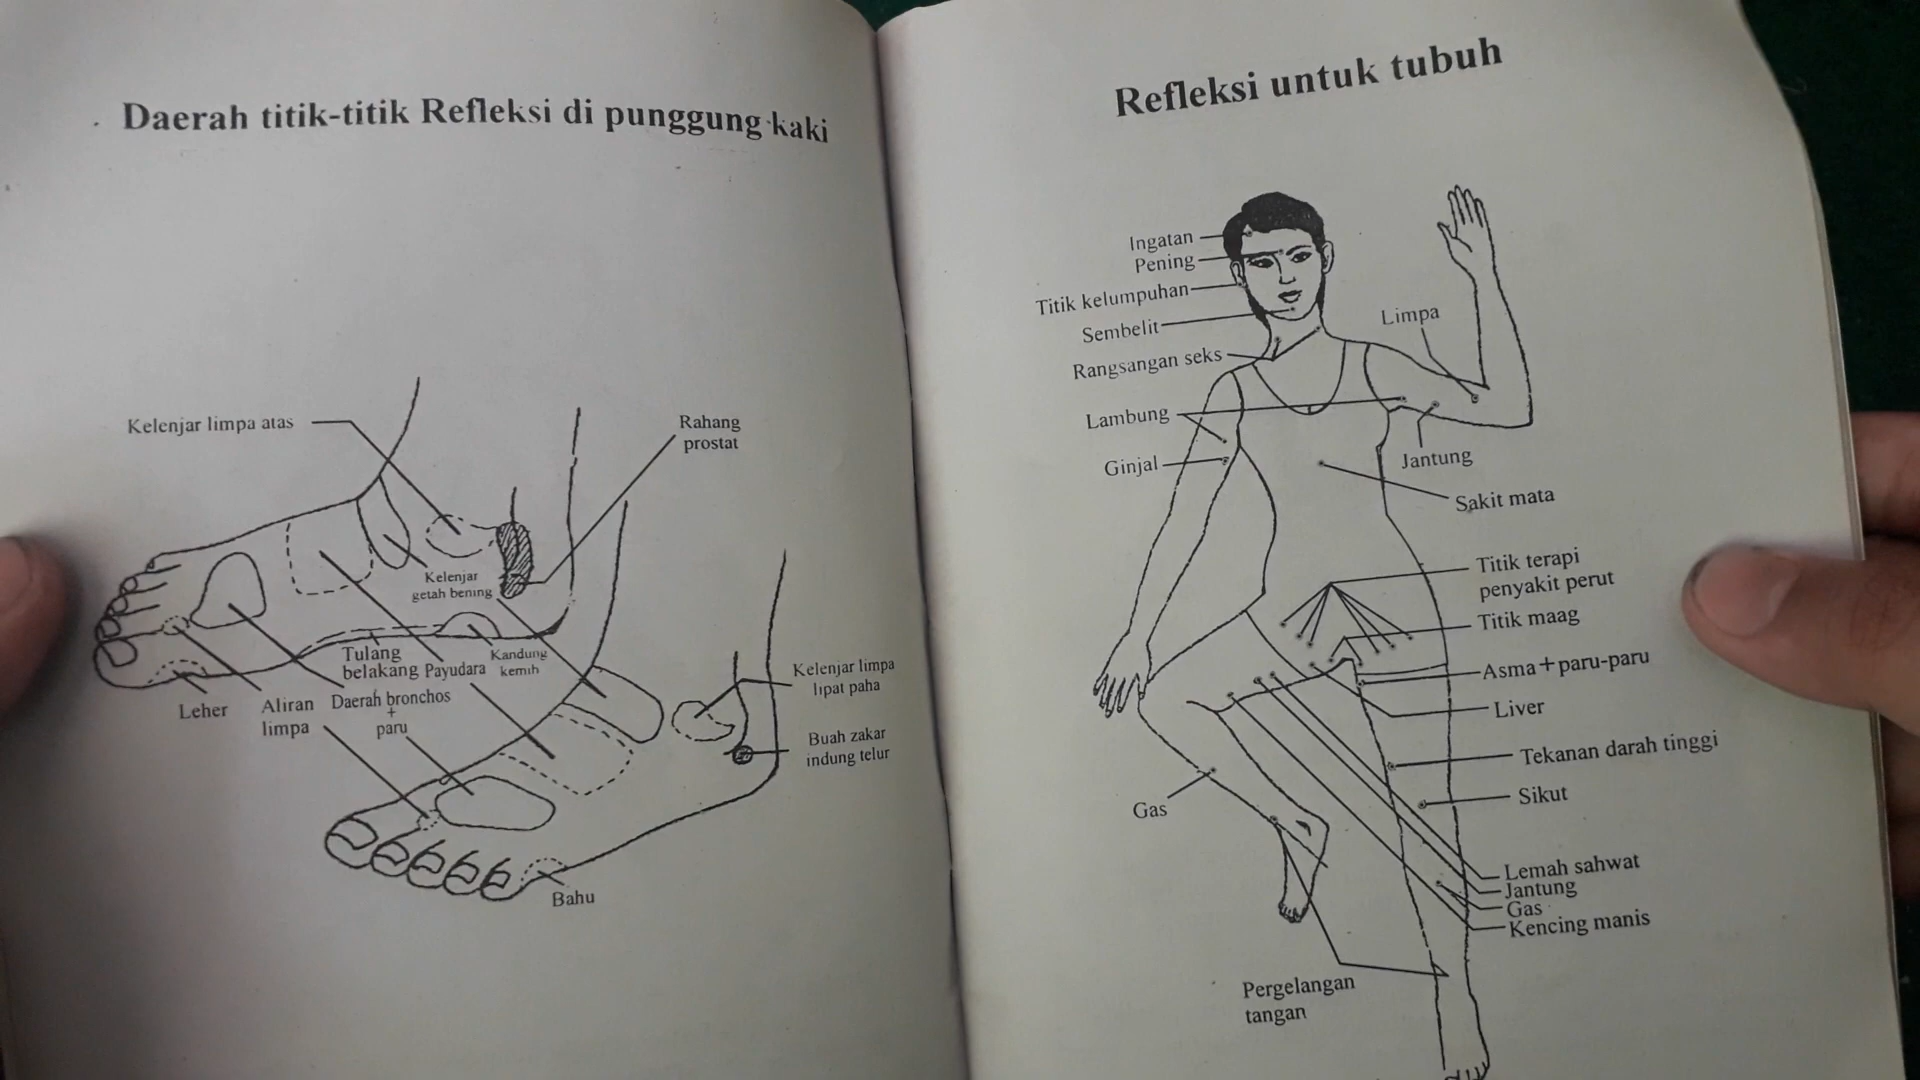 Daerah titik-titik Refleksi di punggung kaki
Kelenjar limpa atas
Rahang
prostat
Kelenjar
getah bening
Tulang
belakang
Payudara
Kandung
kemih
Leher
Aliran
limpa
Daerah bronchos
+
paru
Kelenjar limpa
lipat paha
Buah zakar
indung telur
Bahu
Refleksi untuk tubuh
Ingatan
Pening
Titik kelumpuhan
Sembelit
Rangsangan seks
Limpa
Lambung
Ginjal
Jantung
Sakit mata
Titik terapi
penyakit perut
Titik maag
Asma+paru-paru
Liver
Tekanan darah tinggi
Sikut
Gas
Lemah sahwat
Jantung
Gas
Kencing manis
Pergelangan
tangan